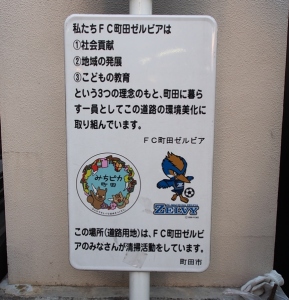 私たちFC町田ゼルビアは
①社会貢献
②地域の発展
③こどもの教育
という3つの理念のもと、町田に暮ら
す一員としてこの道路の環境美化に
取り組んでいます。
FC町田ゼルビア
みちピカ
町田
ZELVY
この場所(道路用地)は、FC町田ゼルビ
アのみなさんが清掃活動をしています。
町田市